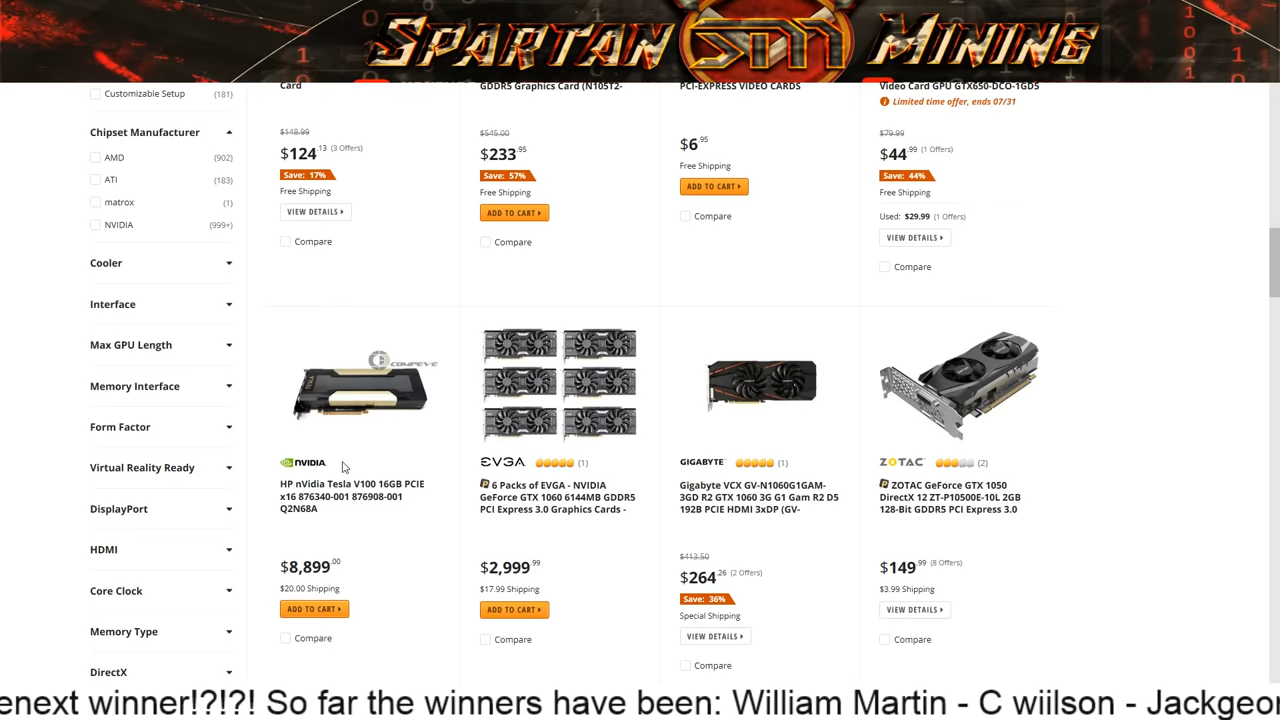 SPARTAN SM MINING
Customizable Setup (181)
Chipset Manufacturer
AMD (902)
ATI (183)
matrox (1)
NVIDIA (999+)
Cooler
Interface
Max GPU Length
Memory Interface
Form Factor
Virtual Reality Ready
DisplayPort
HDMI
Core Clock
Memory Type
DirectX
Card
$148.99
$124.13 (3 Offers)
Save: 17%
Free Shipping
VIEW DETAILS
Compare
GDDR5 Graphics Card (N105T2-
$545.00
$233.95
Save: 57%
Free Shipping
ADD TO CART
Compare
PCI-EXPRESS VIDEO CARDS
$6.95
Free Shipping
ADD TO CART
Compare
Video Card GPU GTX650-DCO-1GD5
Limited time offer, ends 07/31
$79.99
$44.99 (1 Offers)
Save: 44%
Free Shipping
Used: $29.99 (1 Offers)
VIEW DETAILS
Compare
COMPEVE
NVIDIA
HP nVidia Tesla V100 16GB PCIE
x16 876340-001 876908-001
Q2N68A
$8,899.00
$20.00 Shipping
ADD TO CART
Compare
EVGA (1)
6 Packs of EVGA - NVIDIA
GeForce GTX 1060 6144MB GDDR5
PCI Express 3.0 Graphics Cards -
$2,999.99
$17.99 Shipping
ADD TO CART
Compare
GIGABYTE (1)
Gigabyte VCX GV-N1060G1GAM-
3GD R2 GTX 1060 3G G1 Gam R2 D5
192B PCIE HDMI 3xDP (GV-
$413.50
$264.26 (2 Offers)
Save: 36%
Special Shipping
VIEW DETAILS
Compare
ZOTAC (2)
ZOTAC GeForce GTX 1050
DirectX 12 ZT-P10500E-10L 2GB
128-Bit GDDR5 PCI Express 3.0
$149.99 (8 Offers)
$3.99 Shipping
VIEW DETAILS
Compare
enext winner!?!?! So far the winners have been: William Martin - C wiilson - Jackgeor